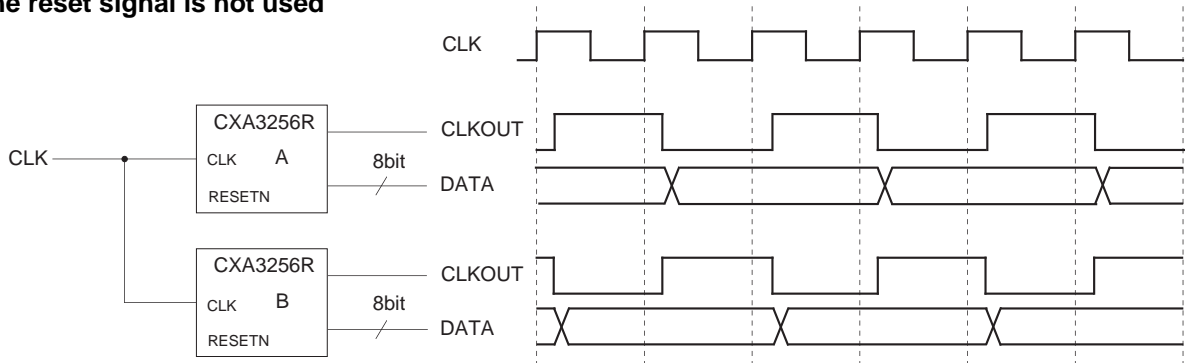 reset signal is not used
CLK
CXA3256R
CLKOUT
CLK
CLK
A
8bit
DATA
RESETN
CXA3256R
CLKOUT
CLK
B
8bit
DATA
RESETN